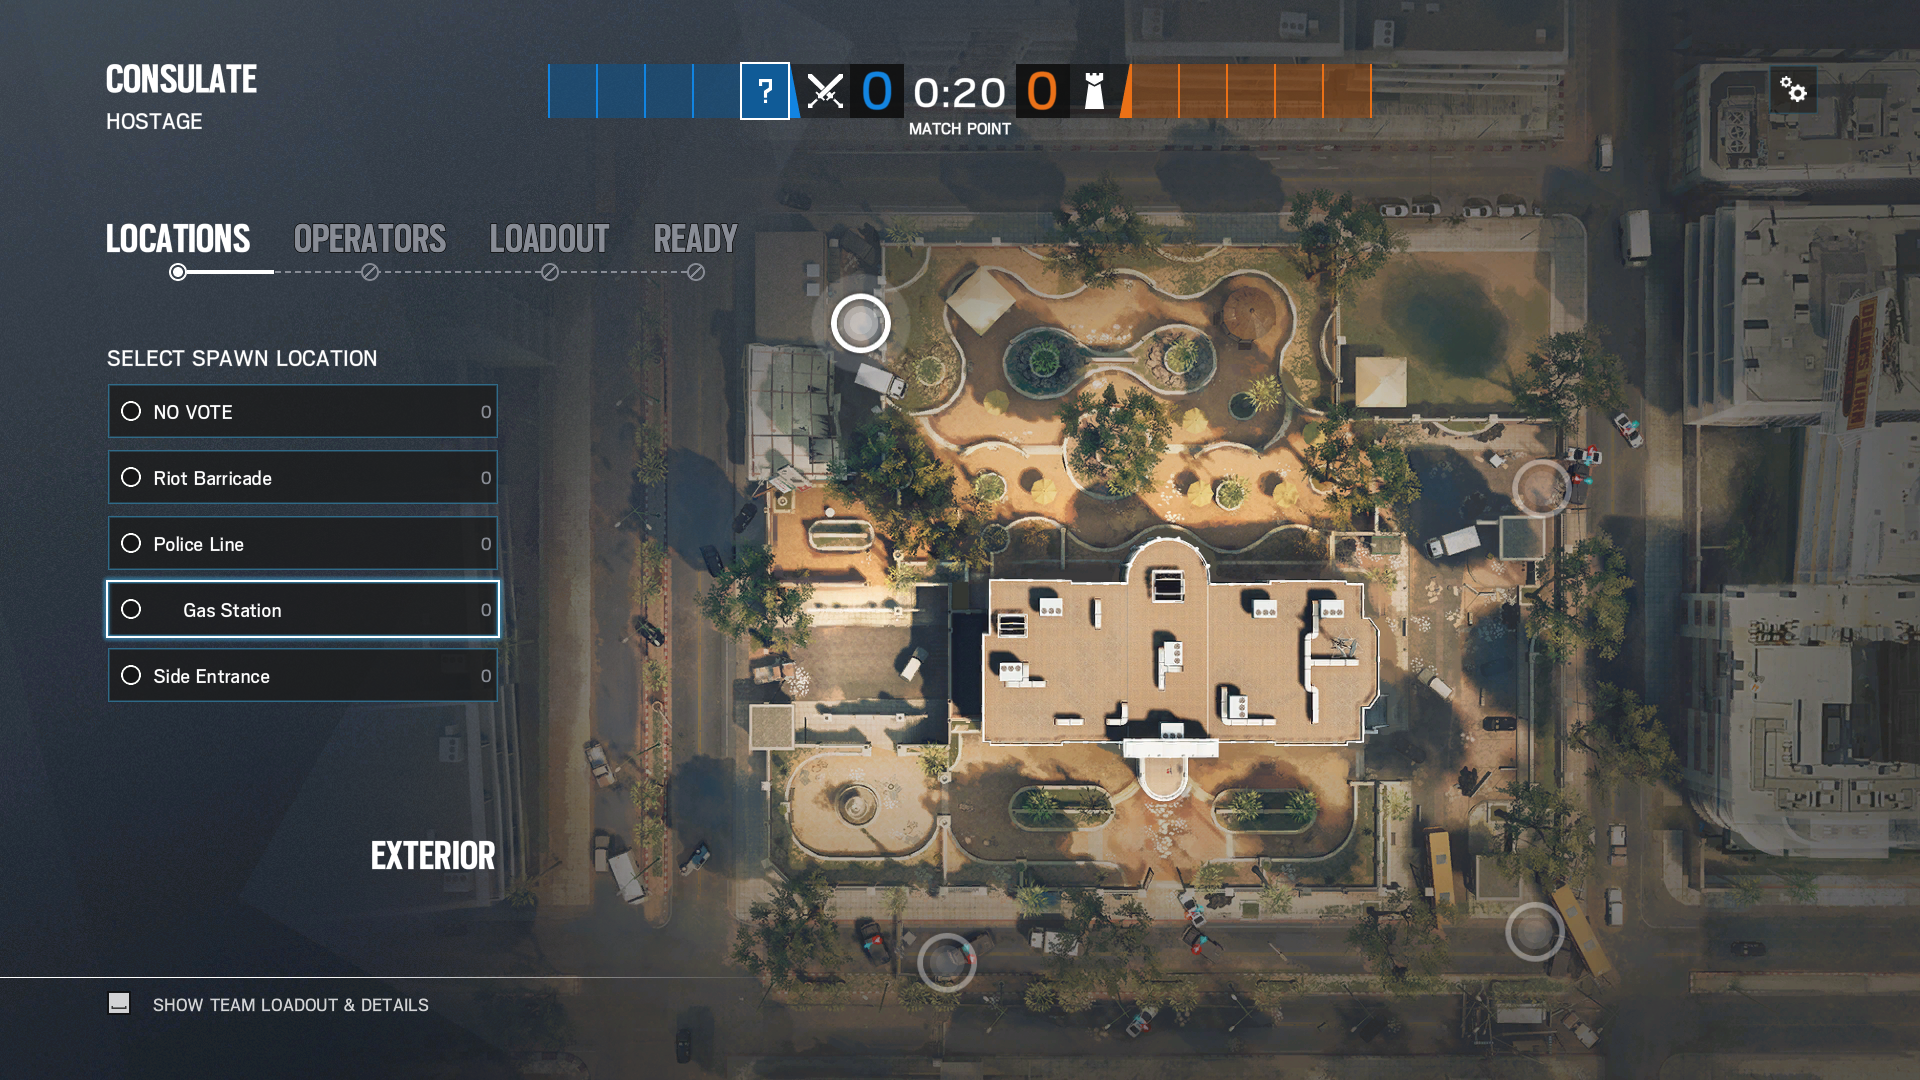 CONSULATE
HOSTAGE
?
0
0:20
0
MATCH POINT
LOCATIONS
OPERATORS
LOADOUT
READY
SELECT SPAWN LOCATION
NO VOTE 0
Riot Barricade 0
Police Line 0
Gas Station 0
Side Entrance 0
EXTERIOR
SHOW TEAM LOADOUT & DETAILS